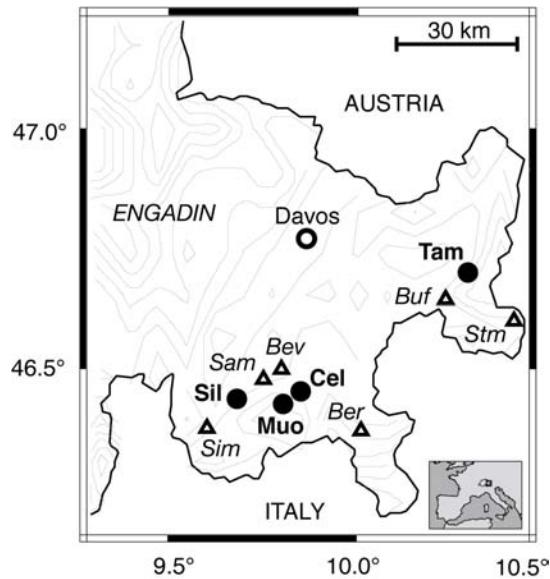 30 km
AUSTRIA
47.0°
ENGADIN
Davos
Tam
Buf
Stm
46.5°
Bev
Sam
Cel
Sil
Ber
Muo
Sim
ITALY
9.5°
10.0°
10.5°